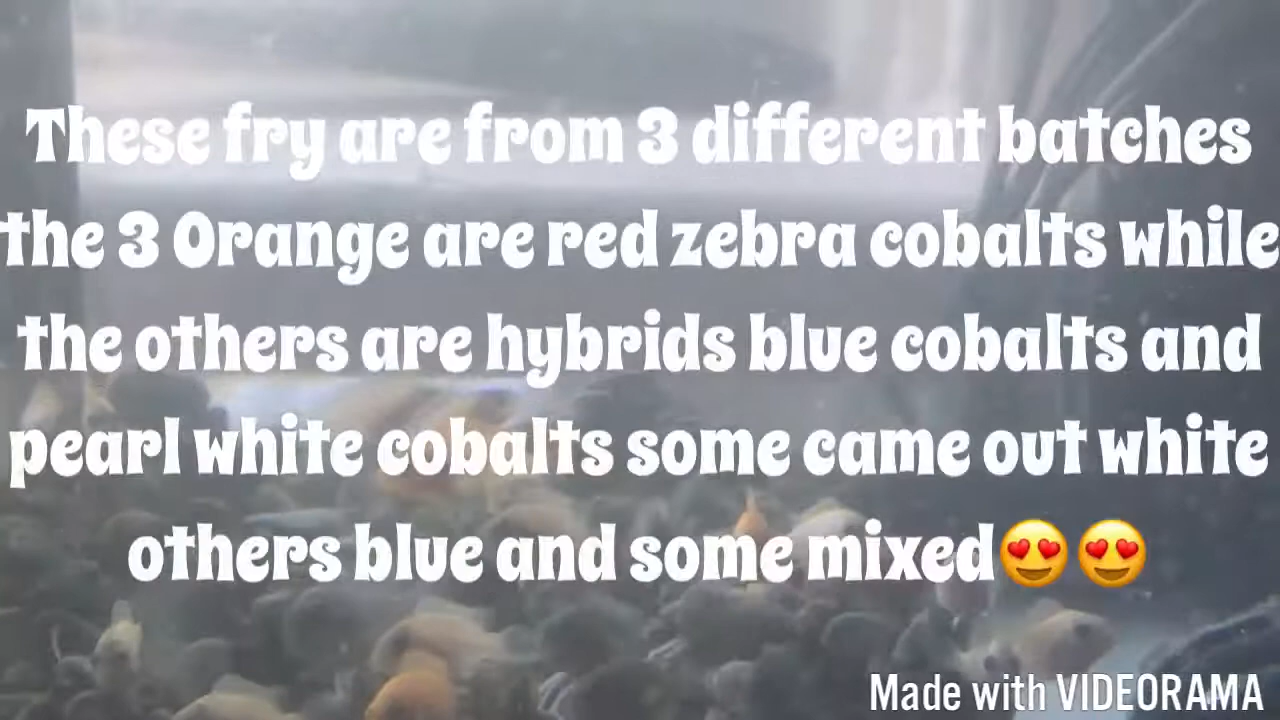 These fry are from 3 different batches
the 3 Orange are red zebra cobalts while
the others are hybrids blue cobalts and
pearl white cobalts some came out white
others blue and some mixed😍😍
Made with VIDEORAMA